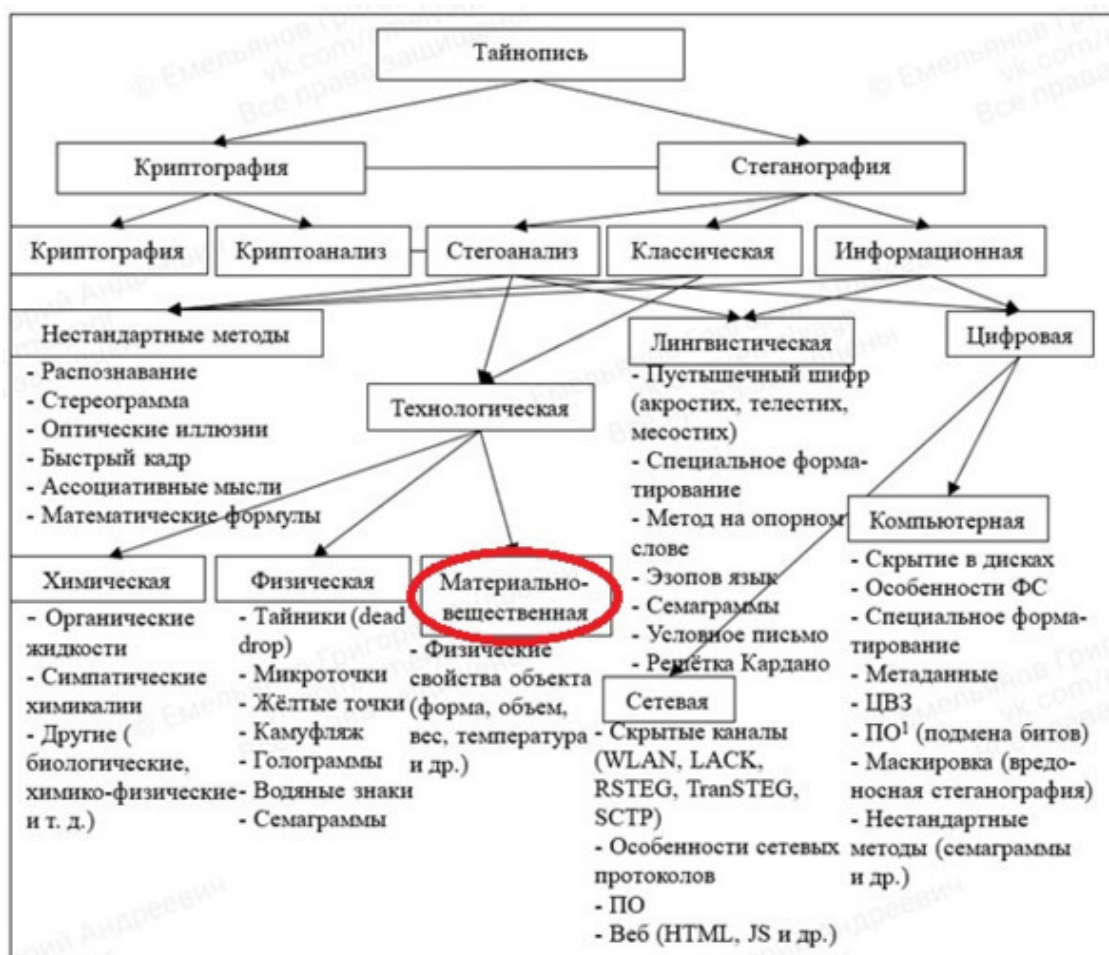 Тайнопись
Криптография
Стеганография
Криптография
Криптоанализ
Стегоанализ
Классическая
Информационная
Нестандартные методы
- Распознавание
- Стереограмма
- Оптические иллюзии
- Быстрый кадр
- Ассоциативные мысли
- Математические формулы
Технологическая
Лингвистическая
- Пустышечный шифр
(акростих, телестих,
месостих)
- Специальное форма-
тирование
- Метод на опорном
слове
- Эзопов язык
- Семаграммы
- Условное письмо
- Решётка Кардано
Цифровая
Химическая
- Органические
жидкости
- Симпатические
химикалии
- Другие (
биологические,
химико-физические
и т. д.)
Физическая
- Тайники (dead
drop)
- Микроточки
- Жёлтые точки
- Камуфляж
- Голограммы
- Водяные знаки
- Семаграммы
Материально-
вещественная
- Физические
свойства объекта
(форма, объем,
вес, температура
и др.)
Сетевая
- Скрытые каналы
(WLAN, LACK,
RSTEG, TranSTEG,
SCTP)
- Особенности сетевых
протоколов
- ПО
- Веб (HTML, JS и др.)
Компьютерная
- Скрытие в дисках
- Особенности ФС
- Специальное форма-
тирование
- Метаданные
- ЦВЗ
- ПО¹ (подмена битов)
- Маскировка (вредо-
носная стеганография)
- Нестандартные
методы (семаграммы
и др.)